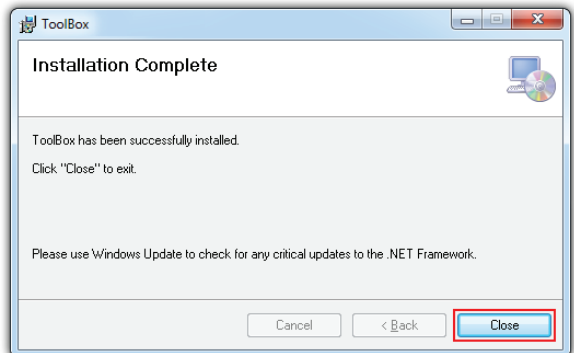 ToolBox
Installation Complete
ToolBox has been successfully installed.
Click "Close" to exit.
Please use Windows Update to check for any critical updates to the .NET Framework.
Cancel
< Back
Close